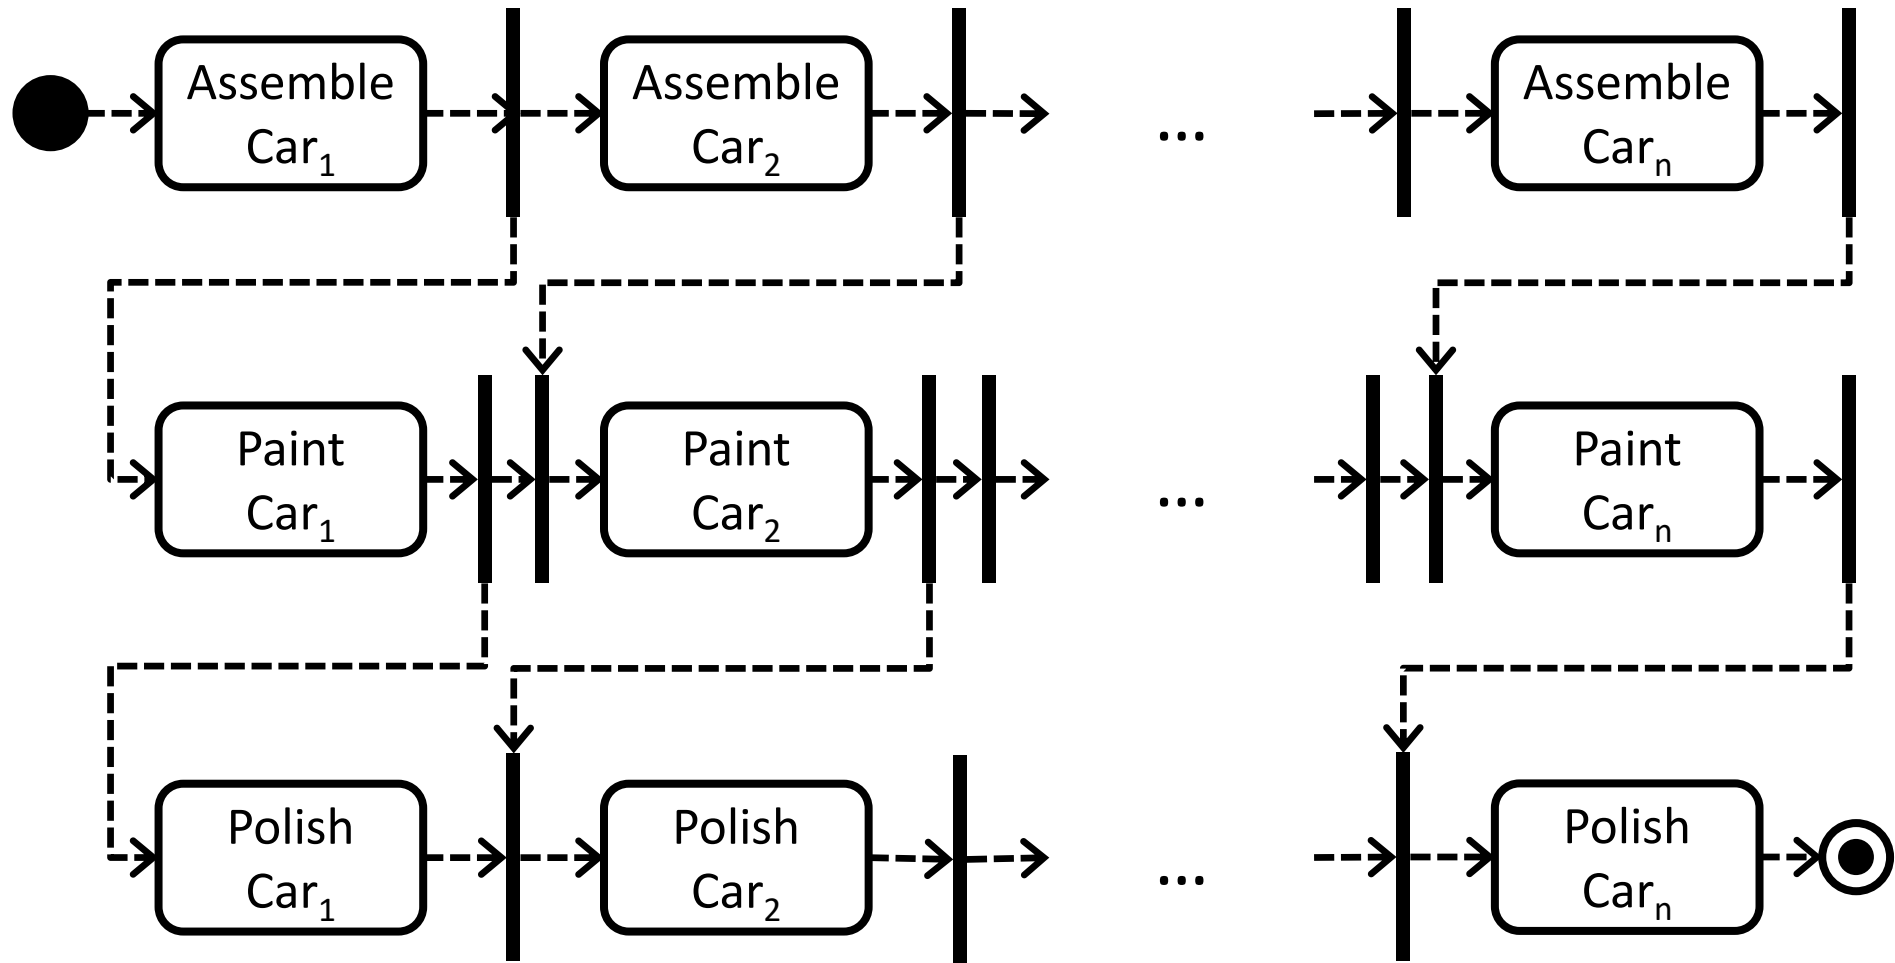 Assemble
Car₁
Assemble
Car₂
...
Assemble
Carₙ
Paint
Car₁
Paint
Car₂
...
Paint
Carₙ
Polish
Car₁
Polish
Car₂
...
Polish
Carₙ